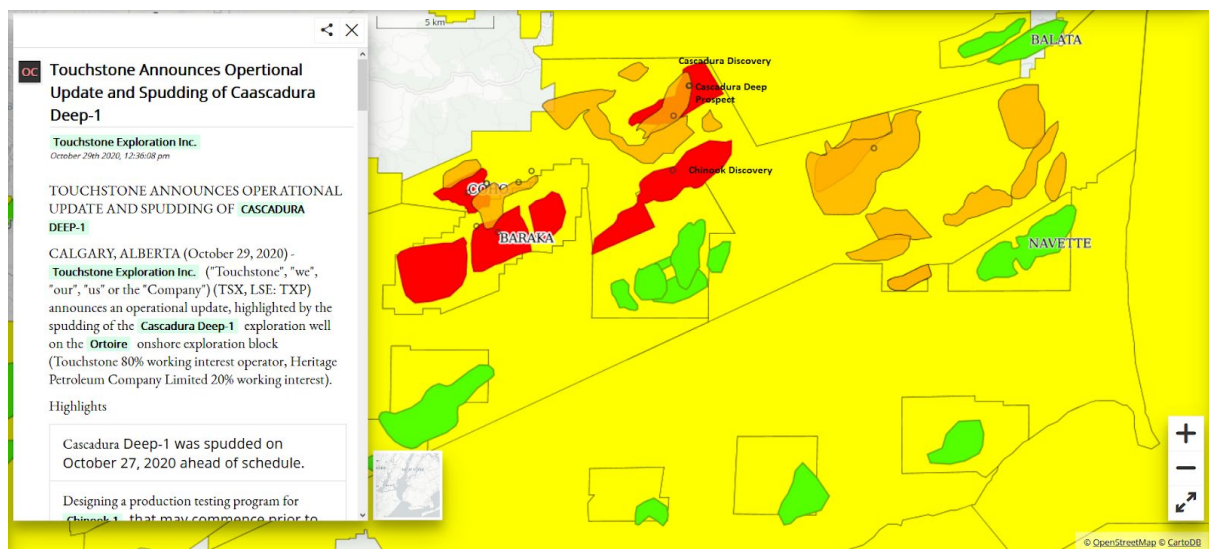 OC
Touchstone Announces Opertional
Update and Spudding of Caascadura
Deep-1
Touchstone Exploration Inc.
October 29th 2020, 12:36:08 pm
TOUCHSTONE ANNOUNCES OPERATIONAL
UPDATE AND SPUDDING OF CASCADURA
DEEP-1
CALGARY, ALBERTA (October 29, 2020) -
Touchstone Exploration Inc. ("Touchstone", "we",
"our", "us" or the "Company") (TSX, LSE: TXP)
announces an operational update, highlighted by the
spudding of the Cascadura Deep-1 exploration well
on the Ortoire onshore exploration block
(Touchstone 80% working interest operator, Heritage
Petroleum Company Limited 20% working interest).
Highlights
Cascadura Deep-1 was spudded on
October 27, 2020 ahead of schedule.
Designing a production testing program for
Chinook-1 that may commence prior to
5 km
BALATA
Cascadura Discovery
Cascadura Deep
Prospect
Chinook Discovery
COHO
BARAKA
NAVETTE
+
−
© OpenStreetMap © CartoDB